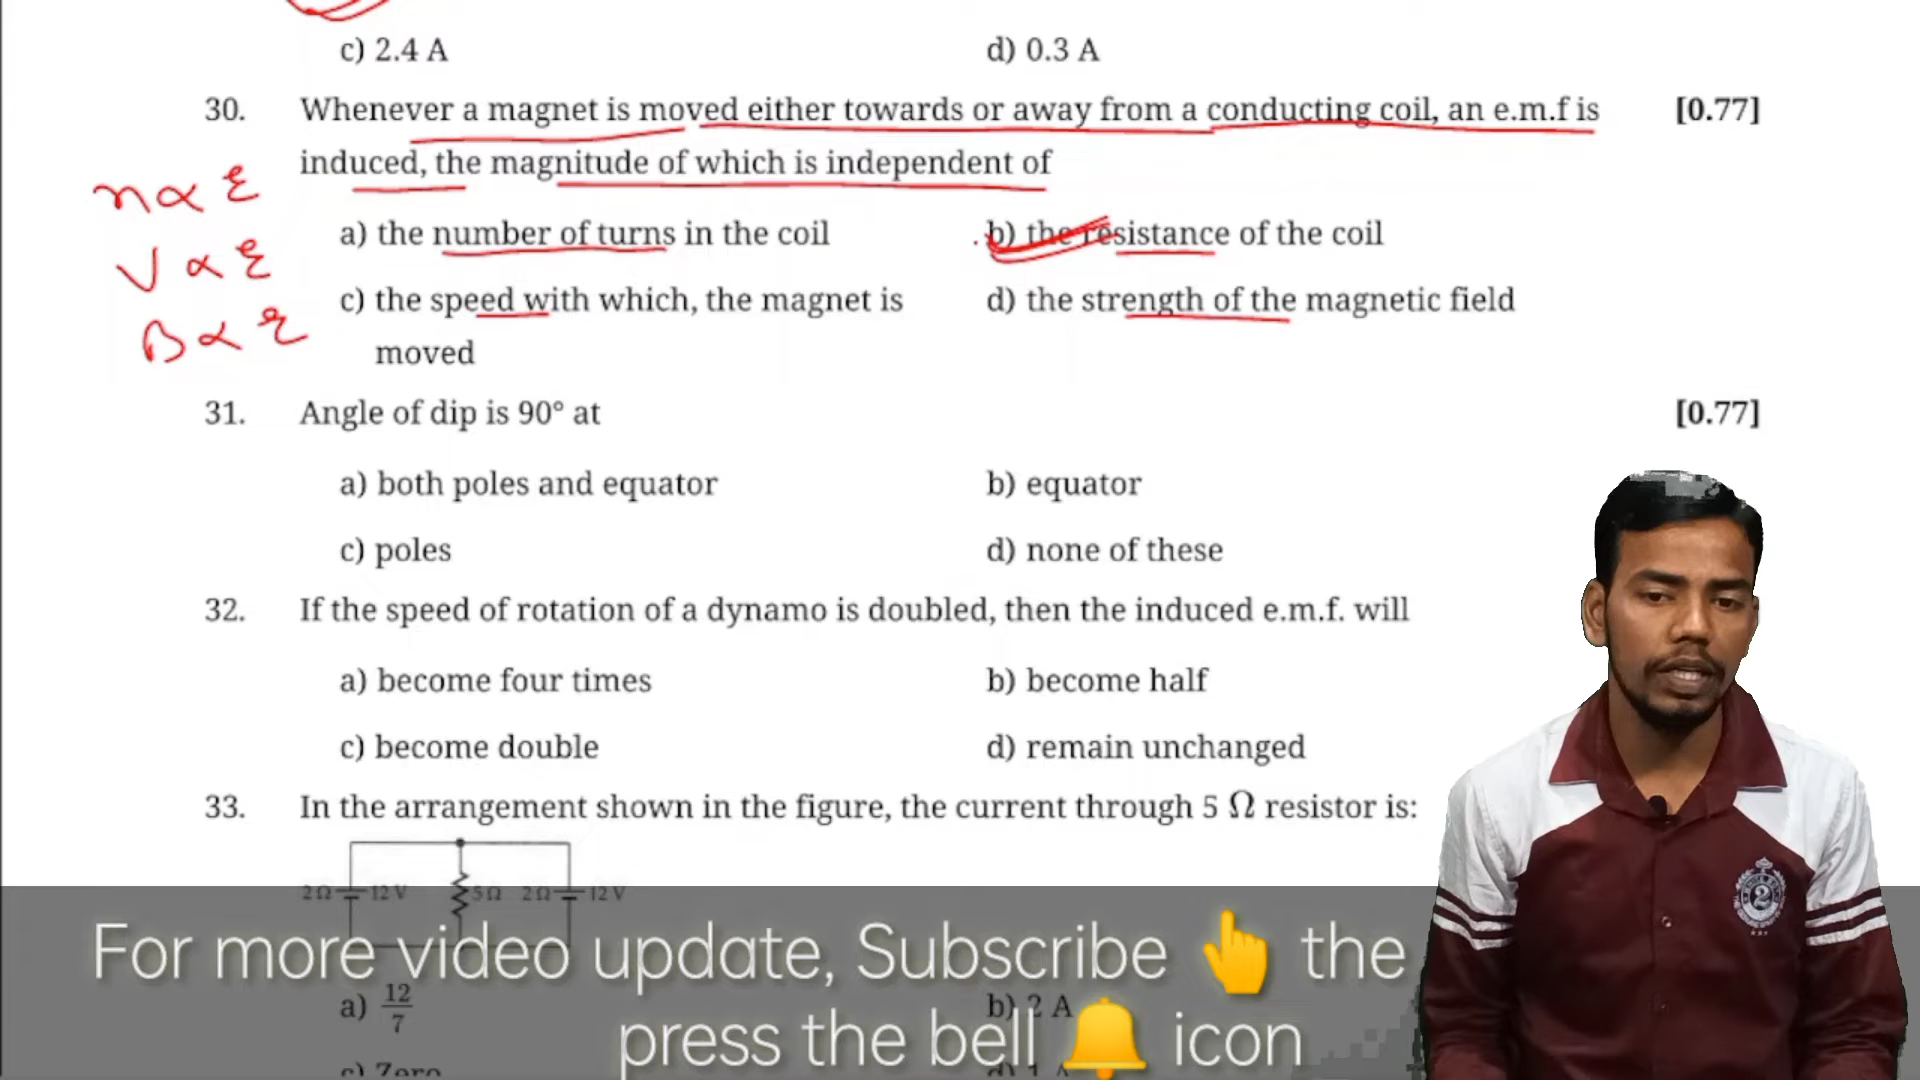 c) 2.4 A
d) 0.3 A
30. Whenever a magnet is moved either towards or away from a conducting coil, an e.m.f is [0.77]
induced, the magnitude of which is independent of
n ∝ ε
a) the number of turns in the coil
b) the resistance of the coil
V ∝ ε
c) the speed with which, the magnet is
moved
d) the strength of the magnetic field
B ∝ ε
31. Angle of dip is 90° at [0.77]
a) both poles and equator
b) equator
c) poles
d) none of these
32. If the speed of rotation of a dynamo is doubled, then the induced e.m.f. will
a) become four times
b) become half
c) become double
d) remain unchanged
33. In the arrangement shown in the figure, the current through 5 Ω resistor is:
2Ω 12 V 5Ω 2Ω 12 V
For more video update, Subscribe 👆 the
a) 12/7
b) 2 A
press the bell 🔔 icon
c) Zero
d) 1 A
2